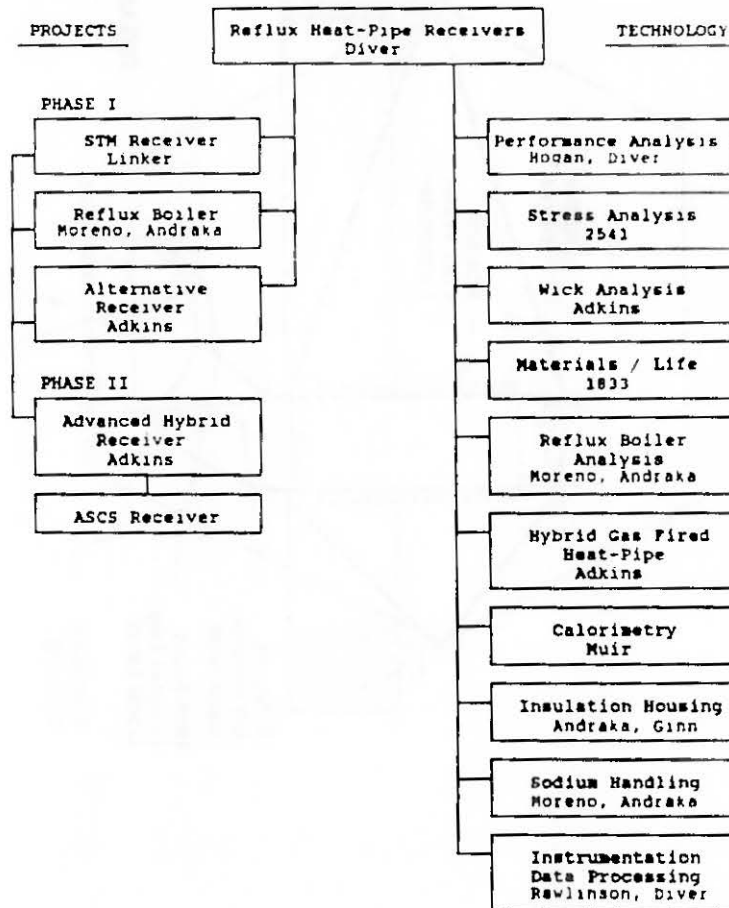 PROJECTS
Reflux Heat-Pipe Receivers
Diver
TECHNOLOGY
PHASE I
STM Receiver
Linker
Reflux Boiler
Moreno, Andraka
Alternative
Receiver
Adkins
PHASE II
Advanced Hybrid
Receiver
Adkins
ASCS Receiver
Performance Analysis
Hogan, Diver
Stress Analysis
2541
Wick Analysis
Adkins
Materials / Life
1833
Reflux Boiler
Analysis
Moreno, Andraka
Hybrid Gas Fired
Heat-Pipe
Adkins
Calorimetry
Muir
Insulation Housing
Andraka, Ginn
Sodium Handling
Moreno, Andraka
Instrumentation
Data Processing
Rawlinson, Diver